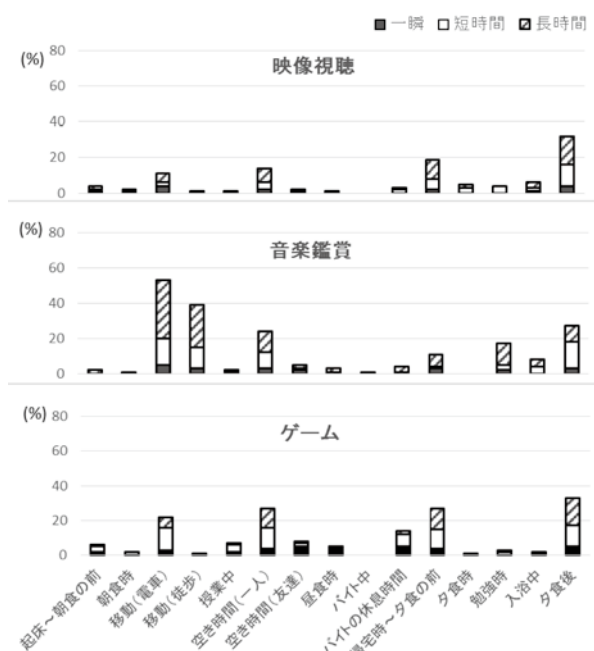 ■一瞬 □短時間 長時間
(%)
映像視聴
80
60
40
20
0
(%)
音楽鑑賞
80
60
40
20
0
(%)
ゲーム
80
60
40
20
0
起床~朝食の前
朝食時
移動(電車)
移動(徒歩)
授業中
空き時間(一人)
空き時間(友達)
昼食時
バイト中
バイトの休息時間
帰宅時~夕食の前
夕食時
勉強時
入浴中
夕食後